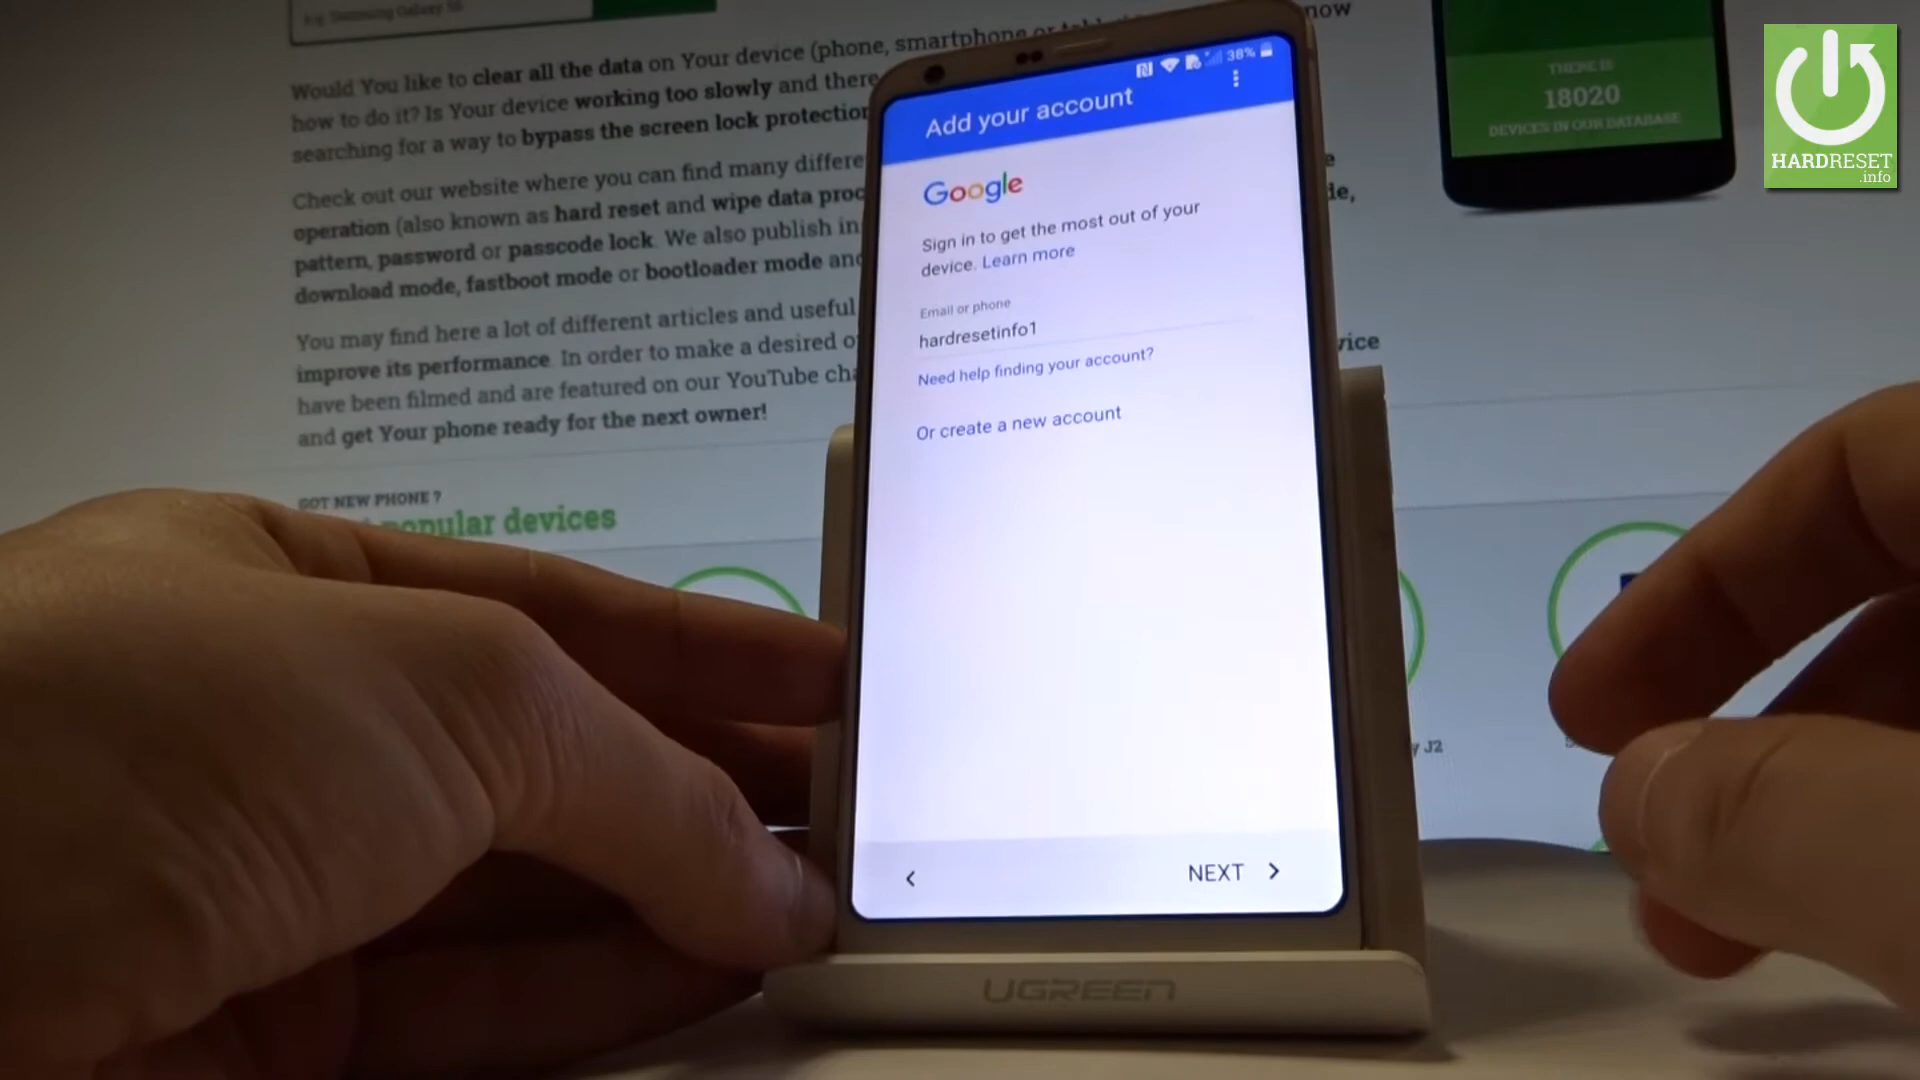 E.g. Samsung Galaxy S6
Would You like to clear all the data on Your device (phone, smartphone or now
how to do it? Is Your device working too slowly and there
searching for a way to bypass the screen lock protection
Check out our website where you can find many differe
operation (also known as hard reset and wipe data proc
pattern, password or passcode lock. We also publish in
download mode, fastboot mode or bootloader mode and
You may find here a lot of different articles and useful
improve its performance. In order to make a desired o vice
have been filmed and are featured on our YouTube cha
and get Your phone ready for the next owner!
GOT NEW PHONE ?
popular devices
J2
THERE IS
18020
DEVICES IN OUR DATABASE
HARDRESET
.info
38%
Add your account
Google
Sign in to get the most out of your
device. Learn more
Email or phone
hardresetinfo1
Need help finding your account?
Or create a new account
NEXT
UGREEN